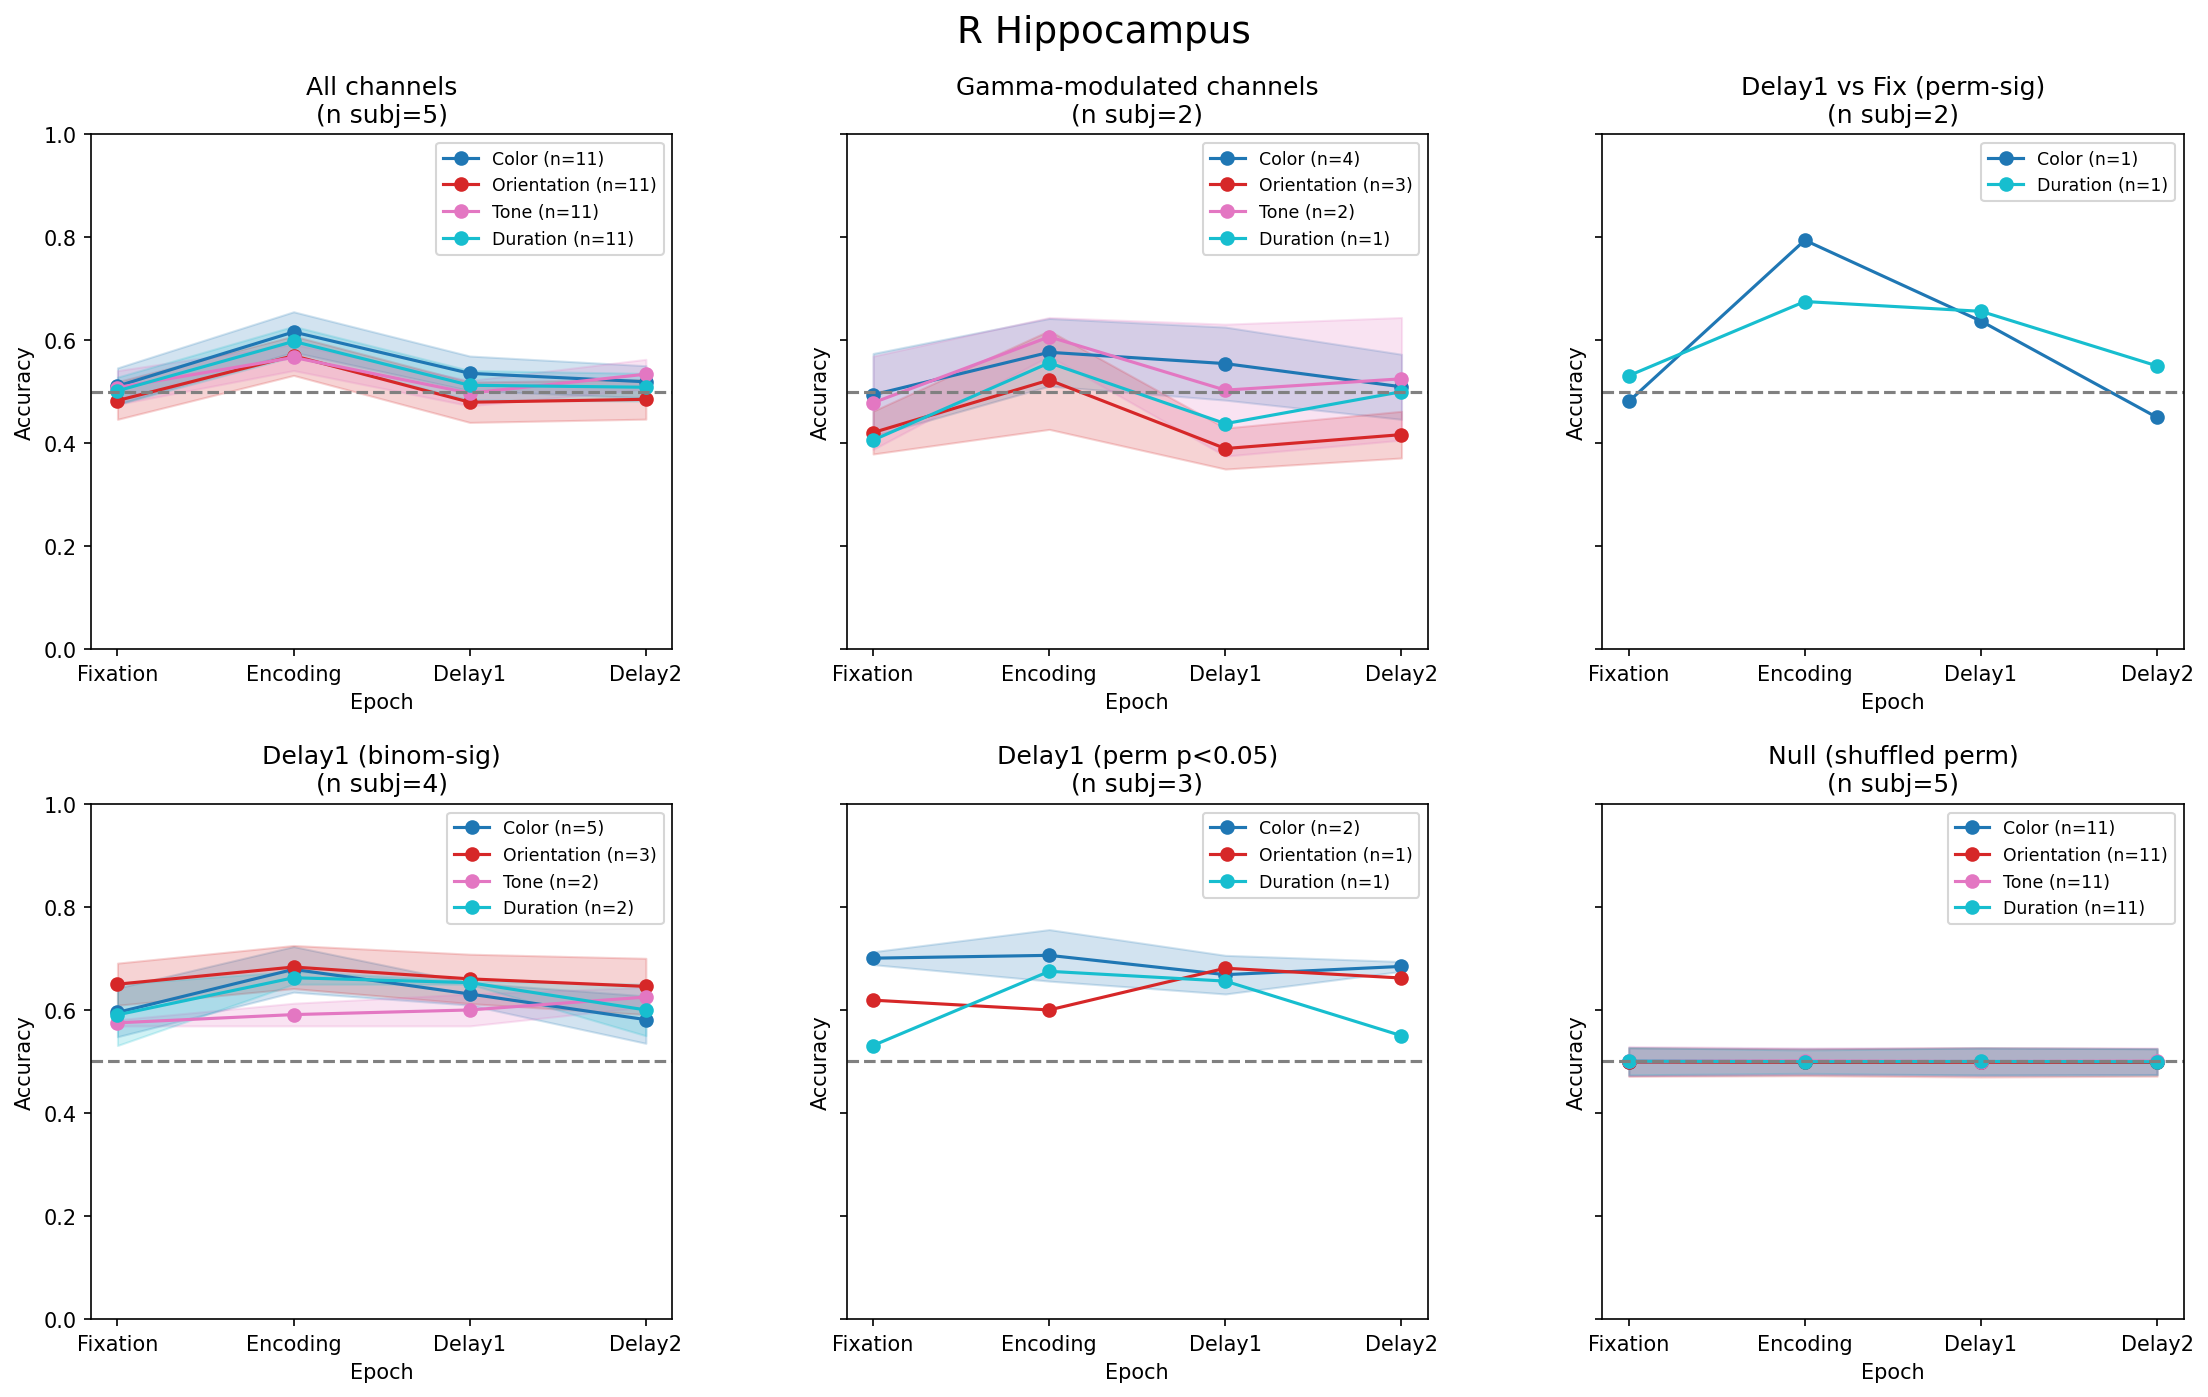 R Hippocampus
All channels
(n subj=5)
Color (n=11)
Orientation (n=11)
Tone (n=11)
Duration (n=11)
1.0
0.8
0.6
0.4
0.2
0.0
Accuracy
Fixation Encoding Delay1 Delay2
Epoch
Gamma-modulated channels
(n subj=2)
Color (n=4)
Orientation (n=3)
Tone (n=2)
Duration (n=1)
Accuracy
Fixation Encoding Delay1 Delay2
Epoch
Delay1 vs Fix (perm-sig)
(n subj=2)
Color (n=1)
Duration (n=1)
Accuracy
Fixation Encoding Delay1 Delay2
Epoch
Delay1 (binom-sig)
(n subj=4)
Color (n=5)
Orientation (n=3)
Tone (n=2)
Duration (n=2)
1.0
0.8
0.6
0.4
0.2
0.0
Accuracy
Fixation Encoding Delay1 Delay2
Epoch
Delay1 (perm p<0.05)
(n subj=3)
Color (n=2)
Orientation (n=1)
Duration (n=1)
Accuracy
Fixation Encoding Delay1 Delay2
Epoch
Null (shuffled perm)
(n subj=5)
Color (n=11)
Orientation (n=11)
Tone (n=11)
Duration (n=11)
Accuracy
Fixation Encoding Delay1 Delay2
Epoch